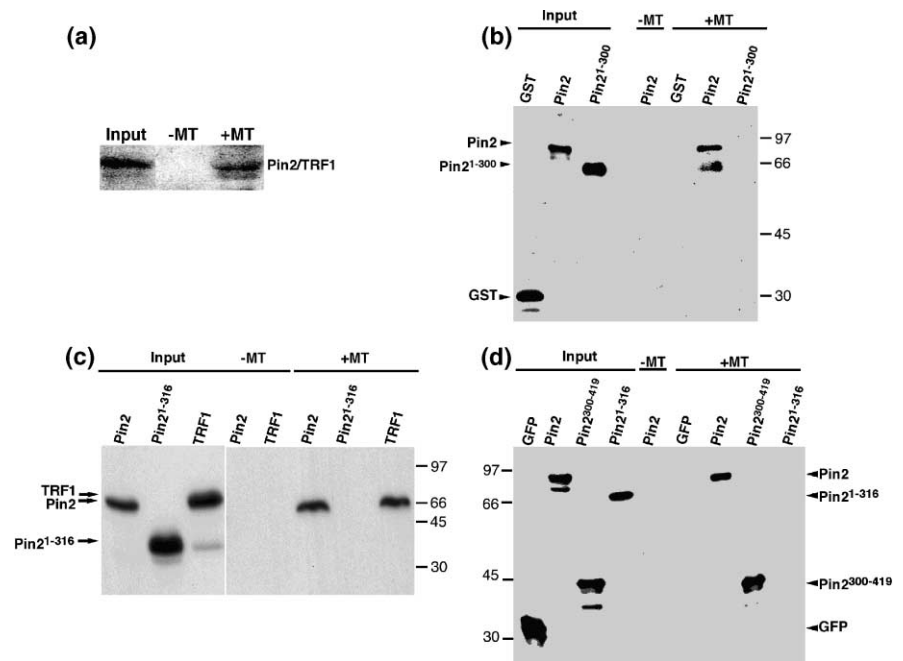 (a)
Input -MT +MT
Pin2/TRF1
(b)
Input -MT +MT
GST Pin2 Pin2¹⁻³⁰⁰ Pin2 GST Pin2 Pin2¹⁻³⁰⁰
Pin2
Pin2¹⁻³⁰⁰
GST
97
66
45
30
(c)
Input -MT +MT
Pin2 Pin2¹⁻³¹⁶ TRF1 Pin2 TRF1 Pin2 Pin2¹⁻³¹⁶ TRF1
TRF1
Pin2
Pin2¹⁻³¹⁶
97
66
45
30
(d)
Input -MT +MT
GFP Pin2 Pin2³⁰⁰⁻⁴¹⁹ Pin2¹⁻³¹⁶ Pin2 GFP Pin2 Pin2³⁰⁰⁻⁴¹⁹ Pin2¹⁻³¹⁶
97
66
45
30
Pin2
Pin2¹⁻³¹⁶
Pin2³⁰⁰⁻⁴¹⁹
GFP